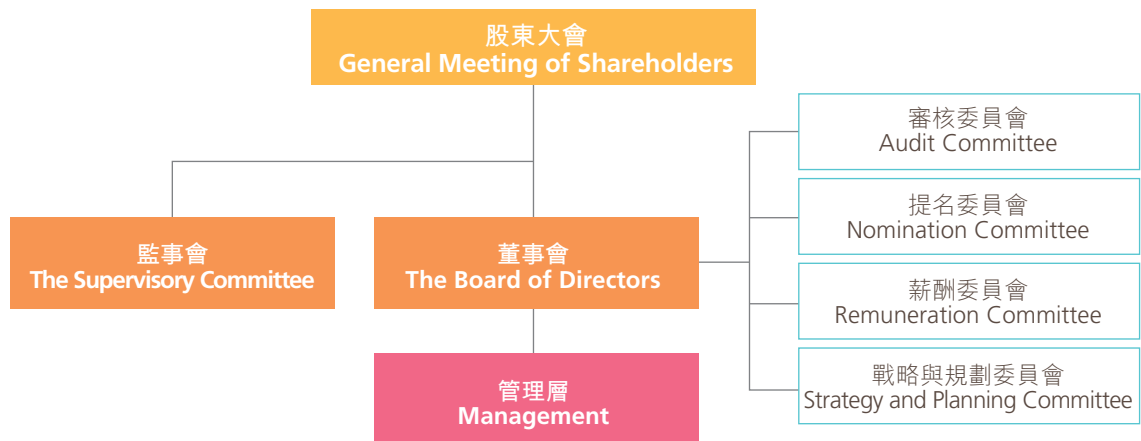 股東大會
General Meeting of Shareholders
審核委員會
Audit Committee
提名委員會
Nomination Committee
監事會
The Supervisory Committee
董事會
The Board of Directors
薪酬委員會
Remuneration Committee
管理層
Management
戰略與規劃委員會
Strategy and Planning Committee